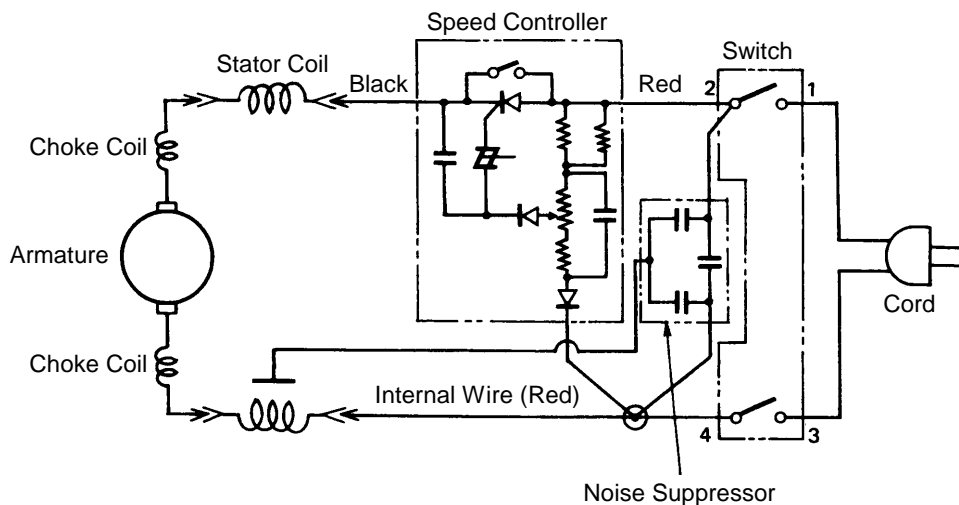 Speed Controller
Switch
Stator Coil
Black
Red
2
1
Choke Coil
Armature
Cord
Choke Coil
Internal Wire (Red)
4
3
Noise Suppressor